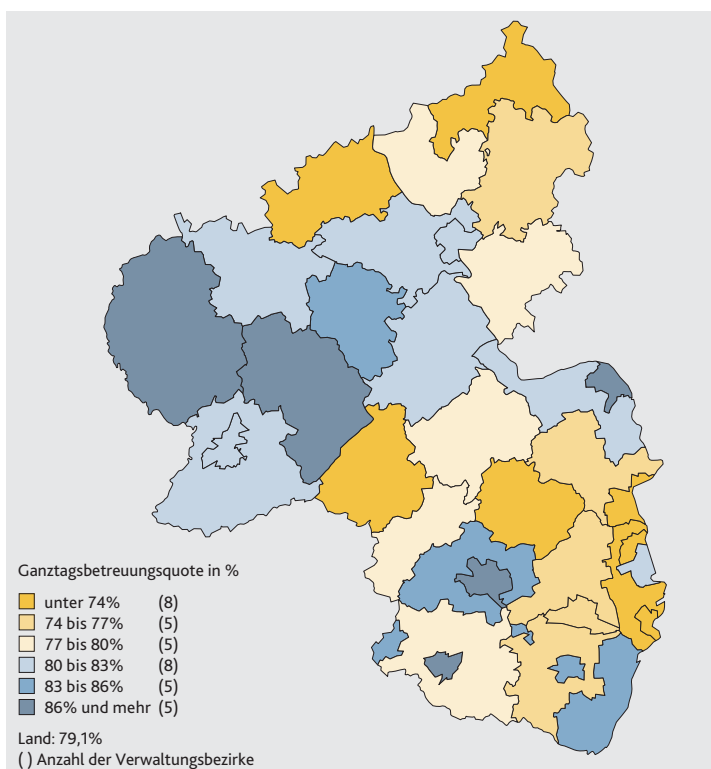 Ganztagsbetreuungsquote in %
unter 74% (8)
74 bis 77% (5)
77 bis 80% (5)
80 bis 83% (8)
83 bis 86% (5)
86% und mehr (5)
Land: 79,1%
( ) Anzahl der Verwaltungsbezirke